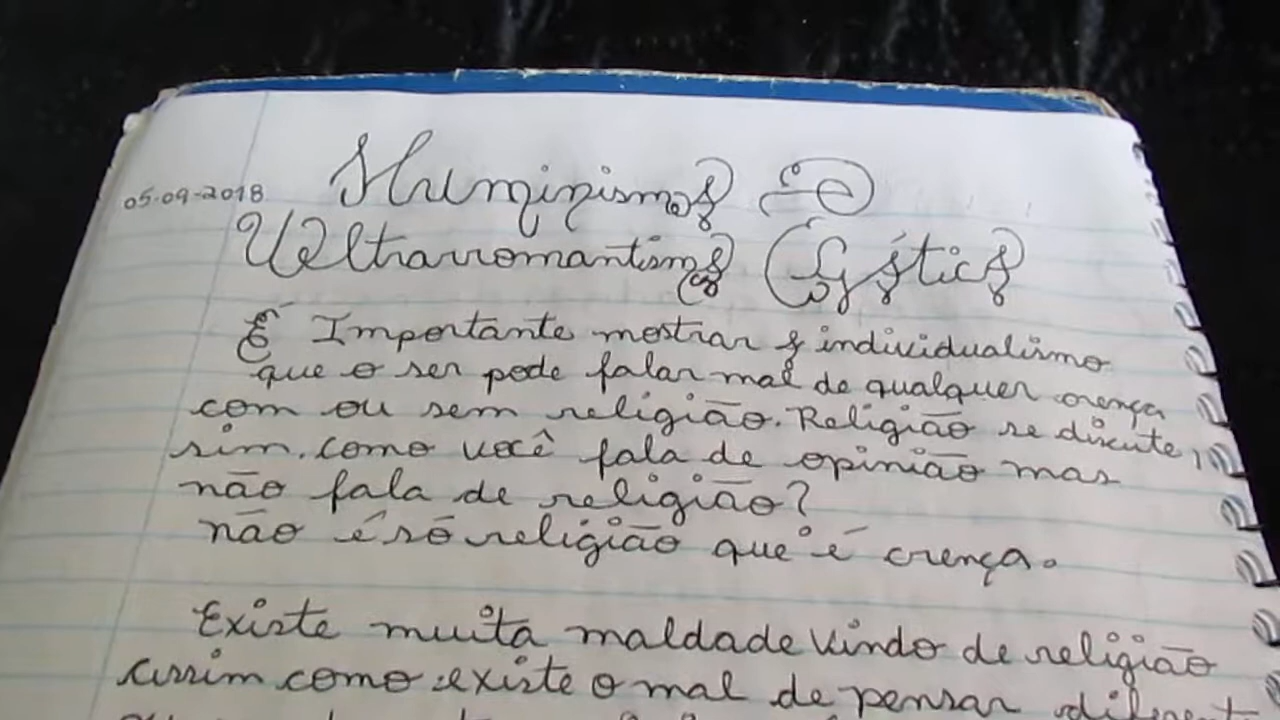 05-09-2018
Iluminismo e
Ultrarromantismo Gótico
É Importante mostrar o individualismo
que o ser pode falar mal de qualquer crença
com ou sem religião. Religião se discute,
sim. como você fala de opinião mas
não fala de religião?
não é só religião que é crença.
Existe muita maldade vindo de religião
assim como existe o mal de pensar